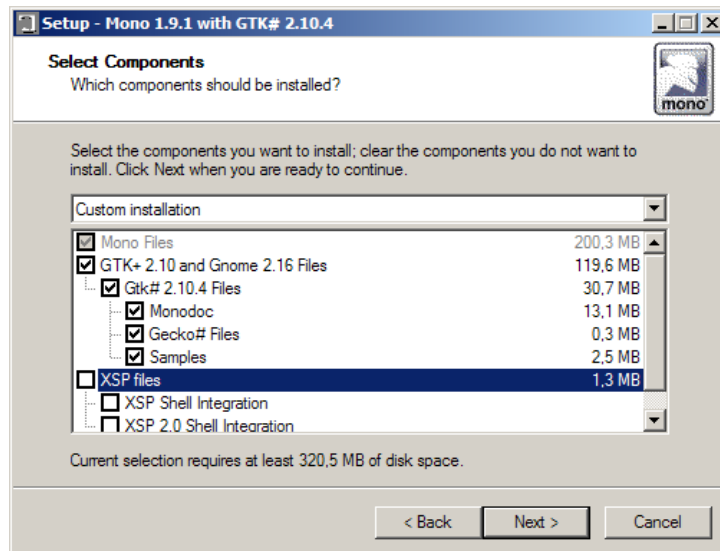 Setup - Mono 1.9.1 with GTK# 2.10.4
Select Components
Which components should be installed?
mono
Select the components you want to install; clear the components you do not want to
install. Click Next when you are ready to continue.
Custom installation
Mono Files 200,3 MB
GTK+ 2.10 and Gnome 2.16 Files 119,6 MB
Gtk# 2.10.4 Files 30,7 MB
Monodoc 13,1 MB
Gecko# Files 0,3 MB
Samples 2,5 MB
XSP files 1,3 MB
XSP Shell Integration
XSP 2.0 Shell Integration
Current selection requires at least 320,5 MB of disk space.
< Back Next > Cancel